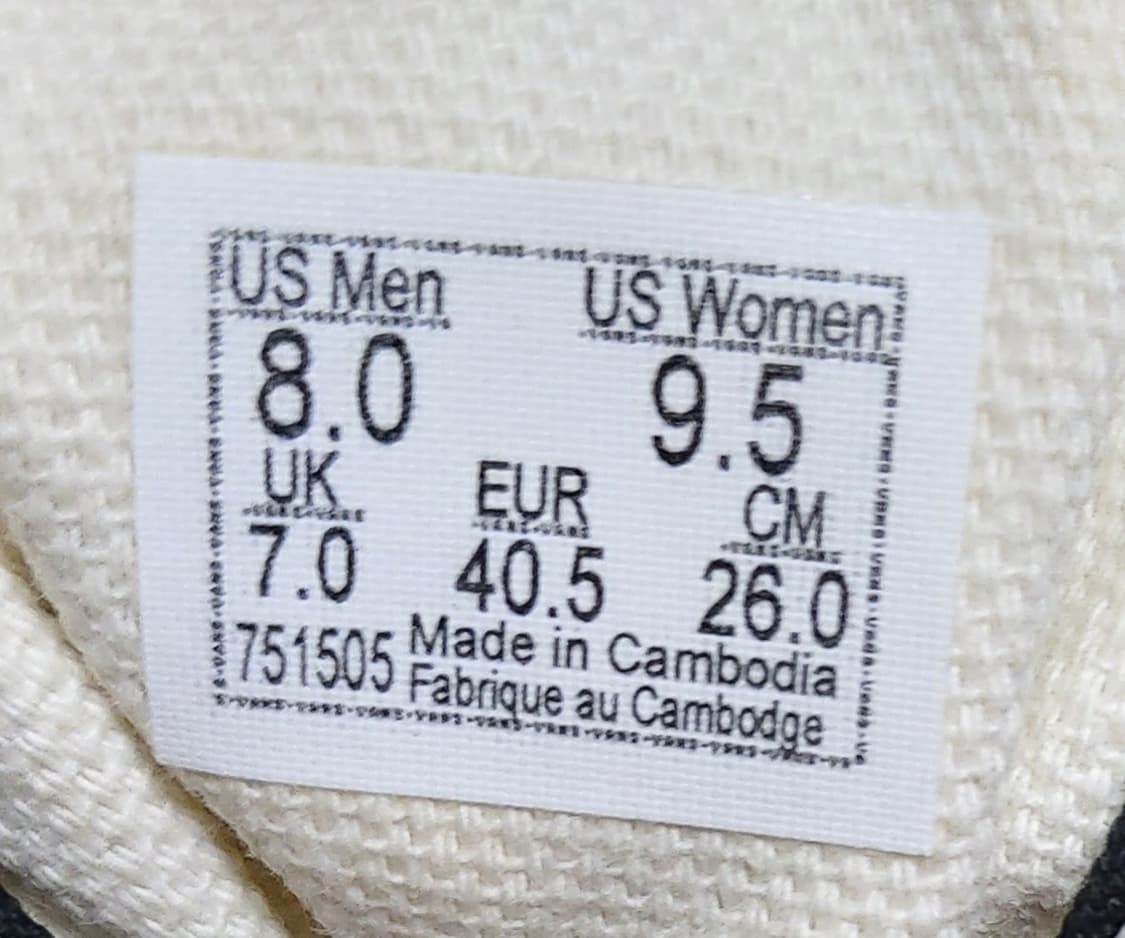 US Men US Women
8.0 9.5
UK EUR CM
7.0 40.5 26.0
751505 Made in Cambodia
Fabrique au Cambodge